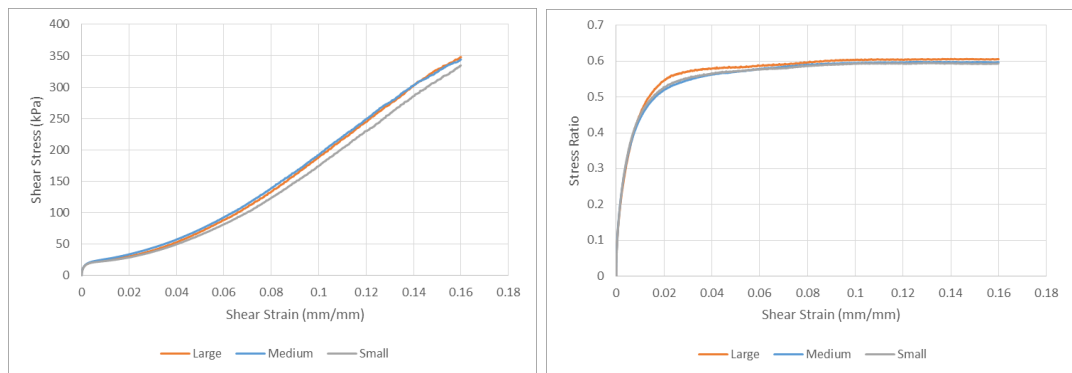 400
350
300
250
200
150
100
50
0
Shear Stress (kPa)
0 0.02 0.04 0.06 0.08 0.1 0.12 0.14 0.16 0.18
Shear Strain (mm/mm)
Large Medium Small
0.7
0.6
0.5
0.4
0.3
0.2
0.1
0
Stress Ratio
0 0.02 0.04 0.06 0.08 0.1 0.12 0.14 0.16 0.18
Shear Strain (mm/mm)
Large Medium Small